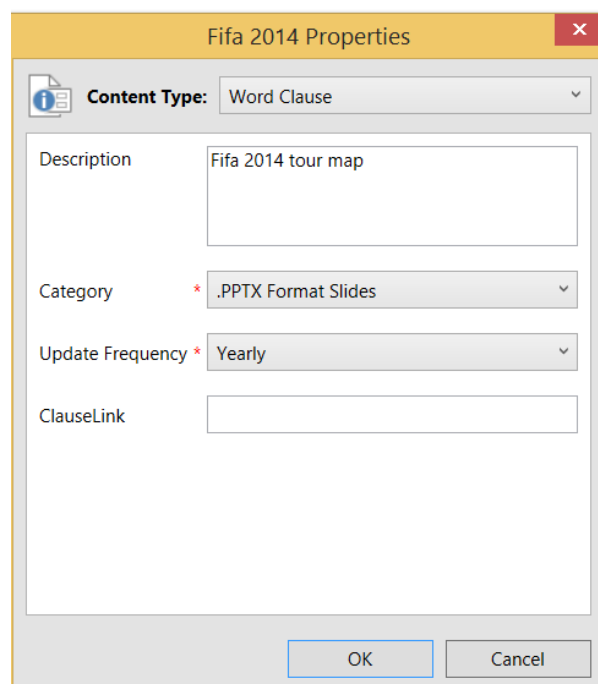 Fifa 2014 Properties
Content Type: Word Clause
Description Fifa 2014 tour map
Category * .PPTX Format Slides
Update Frequency * Yearly
ClauseLink
OK Cancel